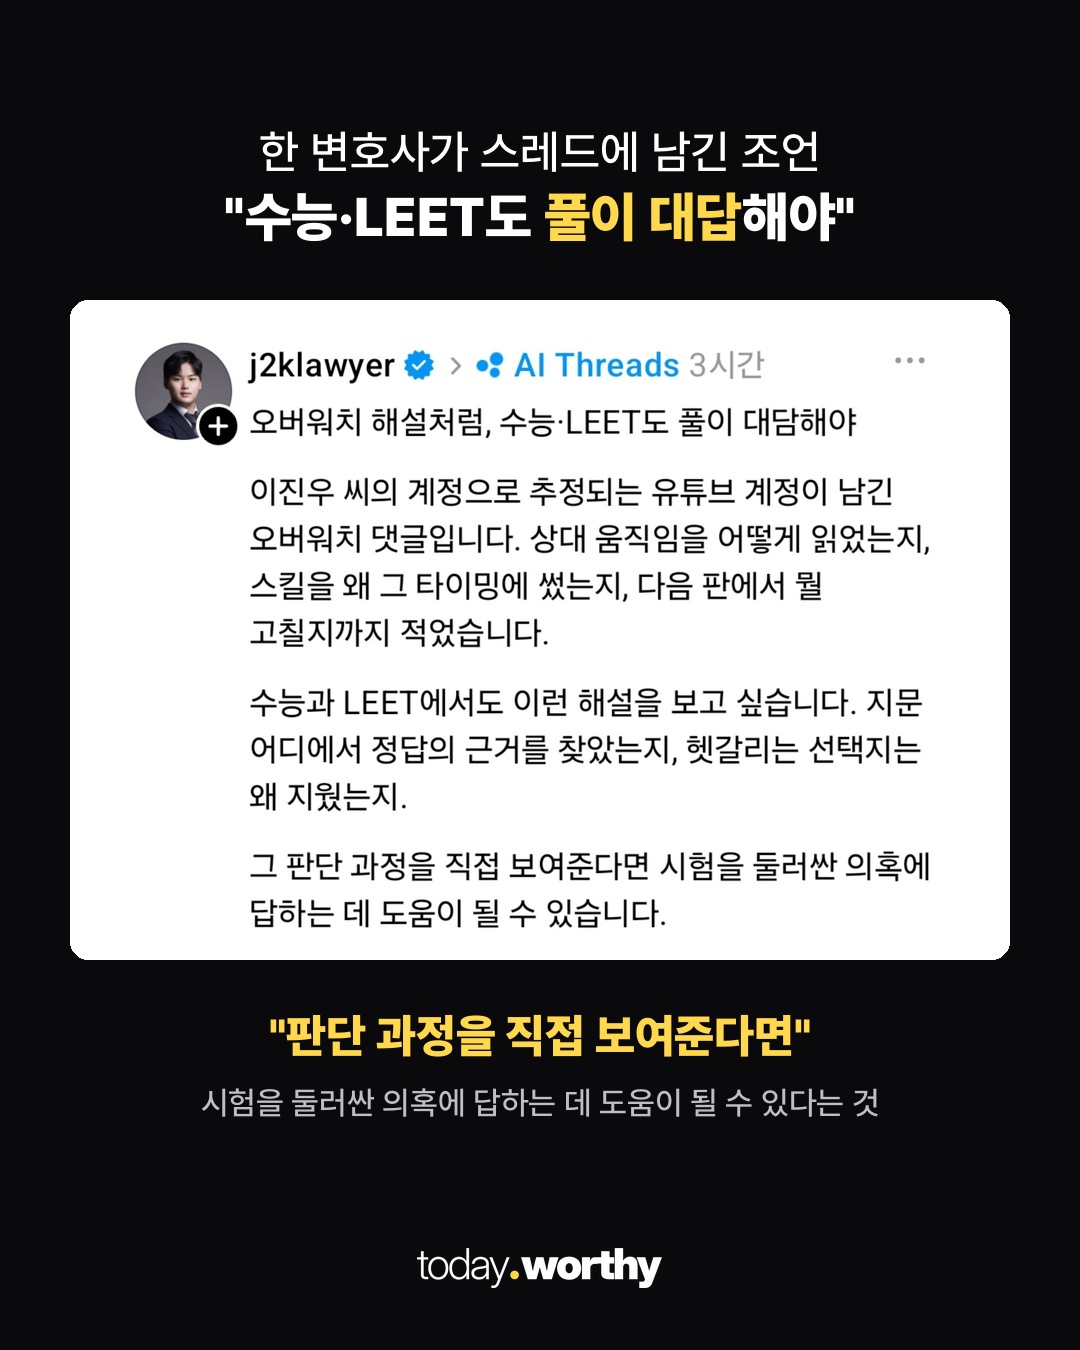 한 변호사가 스레드에 남긴 조언
"수능·LEET도 풀이 대답해야"
j2klawyer > AI Threads 3시간
오버워치 해설처럼, 수능·LEET도 풀이 대담해야
이진우 씨의 계정으로 추정되는 유튜브 계정이 남긴
오버워치 댓글입니다. 상대 움직임을 어떻게 읽었는지,
스킬을 왜 그 타이밍에 썼는지, 다음 판에서 뭘
고칠지까지 적었습니다.
수능과 LEET에서도 이런 해설을 보고 싶습니다. 지문
어디에서 정답의 근거를 찾았는지, 헷갈리는 선택지는
왜 지웠는지.
그 판단 과정을 직접 보여준다면 시험을 둘러싼 의혹에
답하는 데 도움이 될 수 있습니다.
"판단 과정을 직접 보여준다면"
시험을 둘러싼 의혹에 답하는 데 도움이 될 수 있다는 것
today.worthy